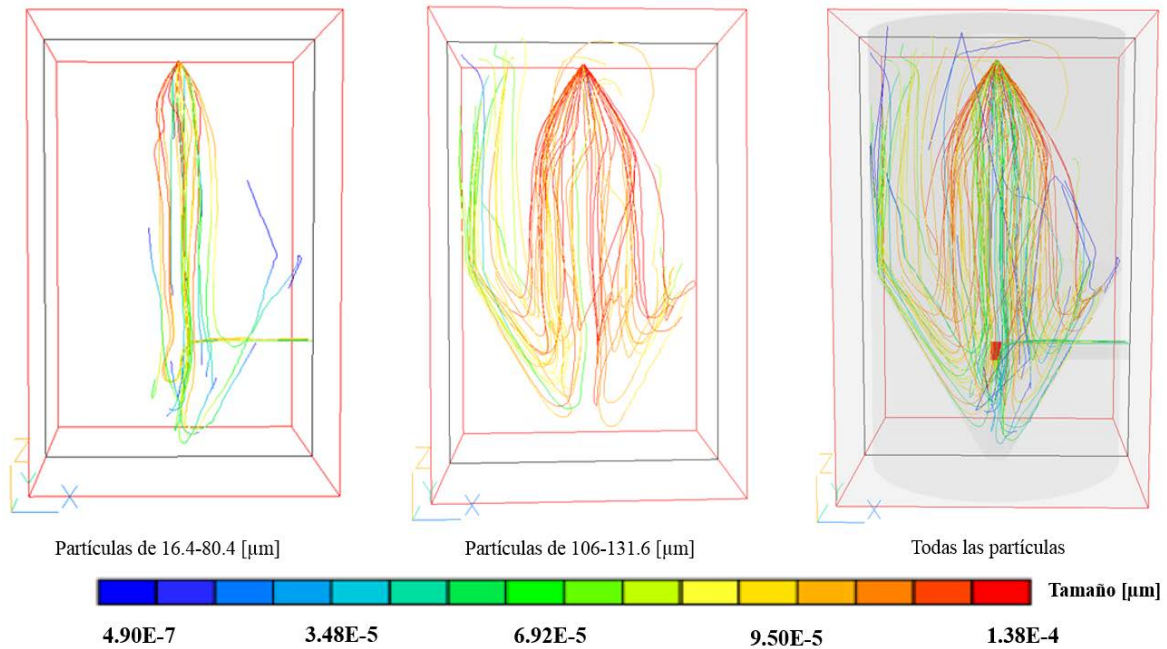 Z
Y
X
Z
Y
X
Z
Y
X
Partículas de 16.4-80.4 [µm]
Partículas de 106-131.6 [µm]
Todas las partículas
Tamaño [µm]
4.90E-7
3.48E-5
6.92E-5
9.50E-5
1.38E-4